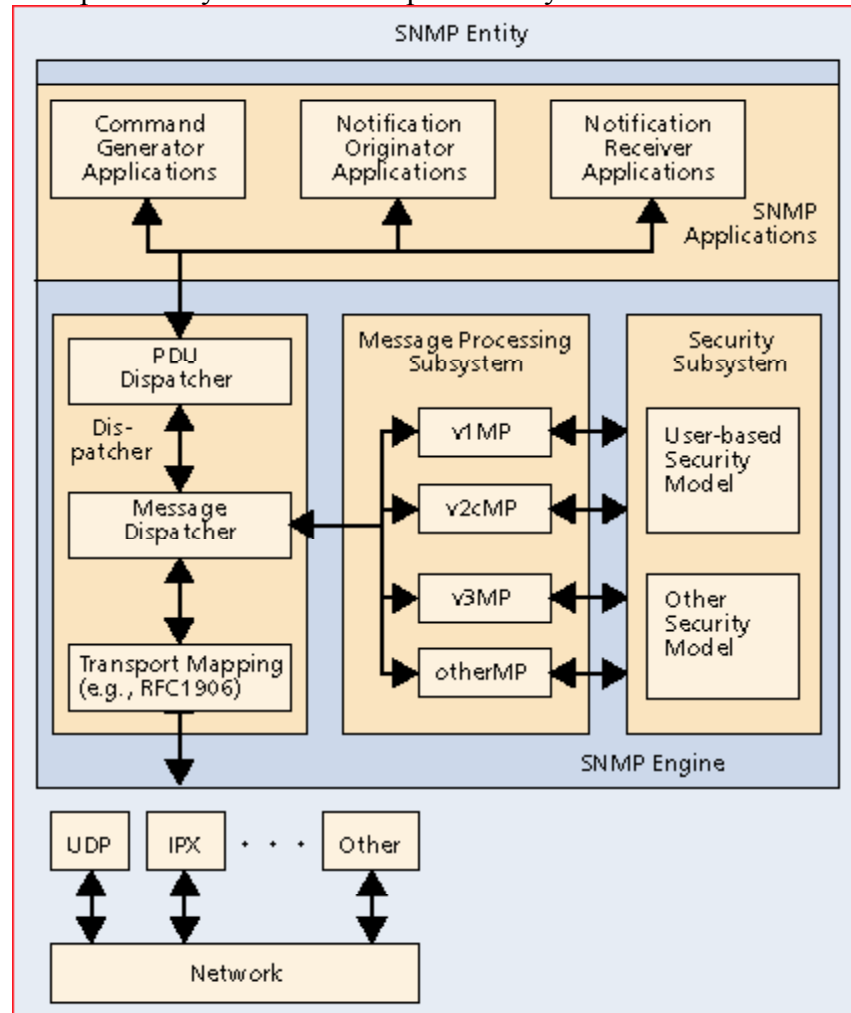 SNMP Entity
Command
Generator
Applications
Notification
Originator
Applications
Notification
Receiver
Applications
SNMP
Applications
PDU
Dispatcher
Dis-
patcher
Message
Dispatcher
Transport Mapping
(e.g., RFC1906)
Message Processing
Subsystem
v1MP
v2cMP
v3MP
otherMP
Security
Subsystem
User-based
Security
Model
Other
Security
Model
SNMP Engine
UDP
IPX
. . .
Other
Network